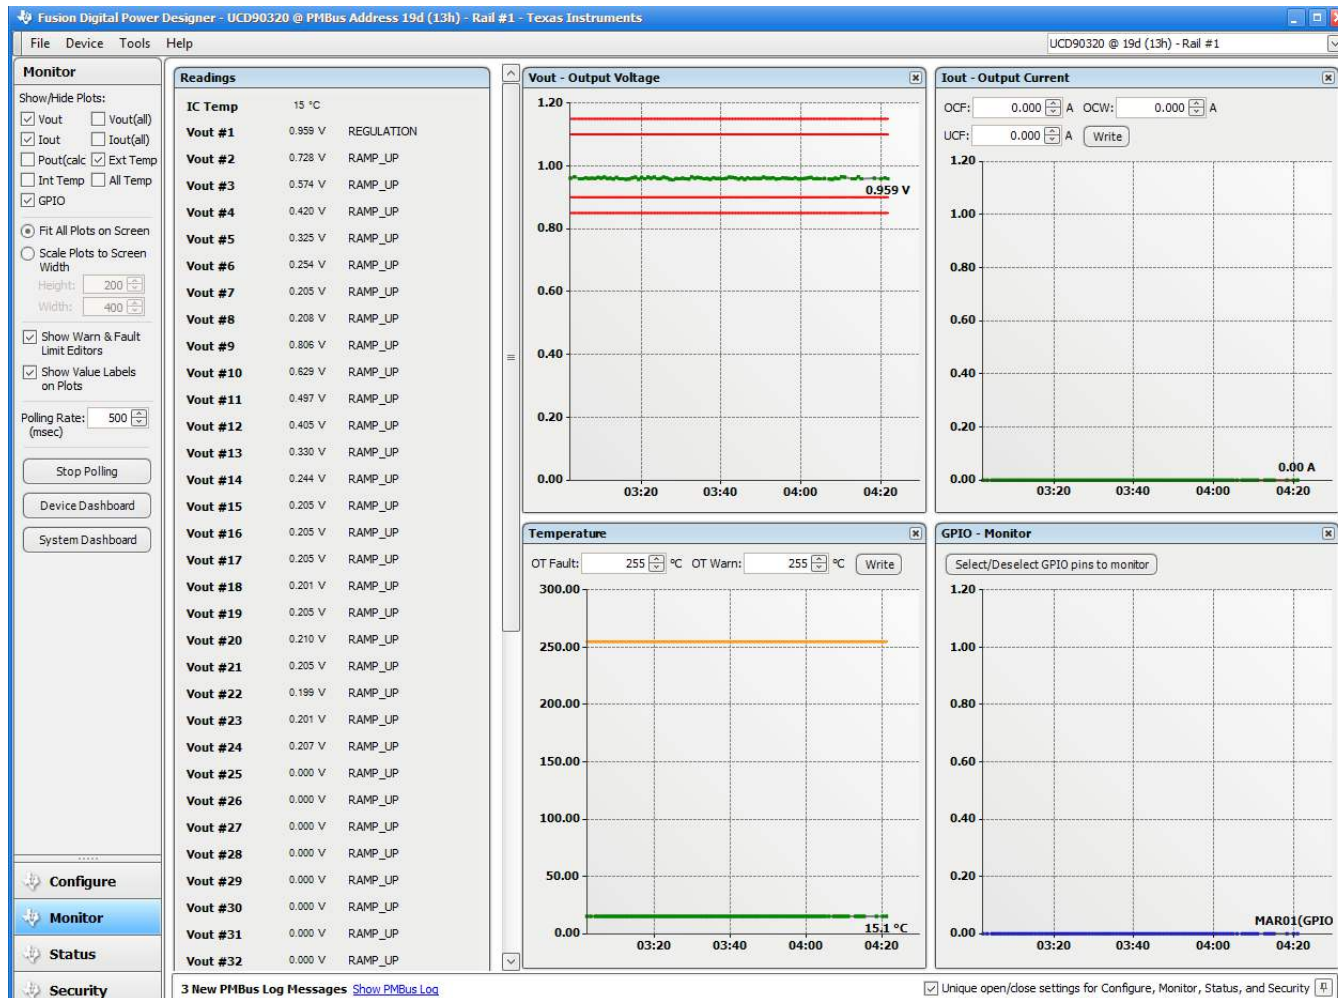 Fusion Digital Power Designer - UCD90320 @ PMBus Address 19d (13h) - Rail #1 - Texas Instruments
File Device Tools Help
UCD90320 @ 19d (13h) - Rail #1
Monitor
Show/Hide Plots:
Vout Vout(all)
Iout Iout(all)
Pout(calc Ext Temp
Int Temp All Temp
GPIO
Fit All Plots on Screen
Scale Plots to Screen
Width
Height: 200
Width: 400
Show Warn & Fault
Limit Editors
Show Value Labels
on Plots
Polling Rate: 500
(msec)
Stop Polling
Device Dashboard
System Dashboard
Configure
Monitor
Status
Security
Readings
IC Temp 15 °C
Vout #1 0.959 V REGULATION
Vout #2 0.728 V RAMP_UP
Vout #3 0.574 V RAMP_UP
Vout #4 0.420 V RAMP_UP
Vout #5 0.325 V RAMP_UP
Vout #6 0.254 V RAMP_UP
Vout #7 0.205 V RAMP_UP
Vout #8 0.208 V RAMP_UP
Vout #9 0.806 V RAMP_UP
Vout #10 0.629 V RAMP_UP
Vout #11 0.497 V RAMP_UP
Vout #12 0.405 V RAMP_UP
Vout #13 0.330 V RAMP_UP
Vout #14 0.244 V RAMP_UP
Vout #15 0.205 V RAMP_UP
Vout #16 0.205 V RAMP_UP
Vout #17 0.205 V RAMP_UP
Vout #18 0.201 V RAMP_UP
Vout #19 0.205 V RAMP_UP
Vout #20 0.210 V RAMP_UP
Vout #21 0.205 V RAMP_UP
Vout #22 0.199 V RAMP_UP
Vout #23 0.201 V RAMP_UP
Vout #24 0.207 V RAMP_UP
Vout #25 0.000 V RAMP_UP
Vout #26 0.000 V RAMP_UP
Vout #27 0.000 V RAMP_UP
Vout #28 0.000 V RAMP_UP
Vout #29 0.000 V RAMP_UP
Vout #30 0.000 V RAMP_UP
Vout #31 0.000 V RAMP_UP
Vout #32 0.000 V RAMP_UP
Vout - Output Voltage
1.20
1.00
0.959 V
0.80
0.60
0.40
0.20
0.00
03:20 03:40 04:00 04:20
Iout - Output Current
OCF: 0.000 A OCW: 0.000 A
UCF: 0.000 A Write
1.20
1.00
0.80
0.60
0.40
0.20
0.00 A
0.00
03:20 03:40 04:00 04:20
Temperature
OT Fault: 255 °C OT Warn: 255 °C Write
300.00
250.00
200.00
150.00
100.00
50.00
15.1 °C
0.00
03:20 03:40 04:00 04:20
GPIO - Monitor
Select/Deselect GPIO pins to monitor
1.20
1.00
0.80
0.60
0.40
0.20
MAR01(GPIO
0.00
03:20 03:40 04:00 04:20
3 New PMBus Log Messages Show PMBus Log
Unique open/close settings for Configure, Monitor, Status, and Security